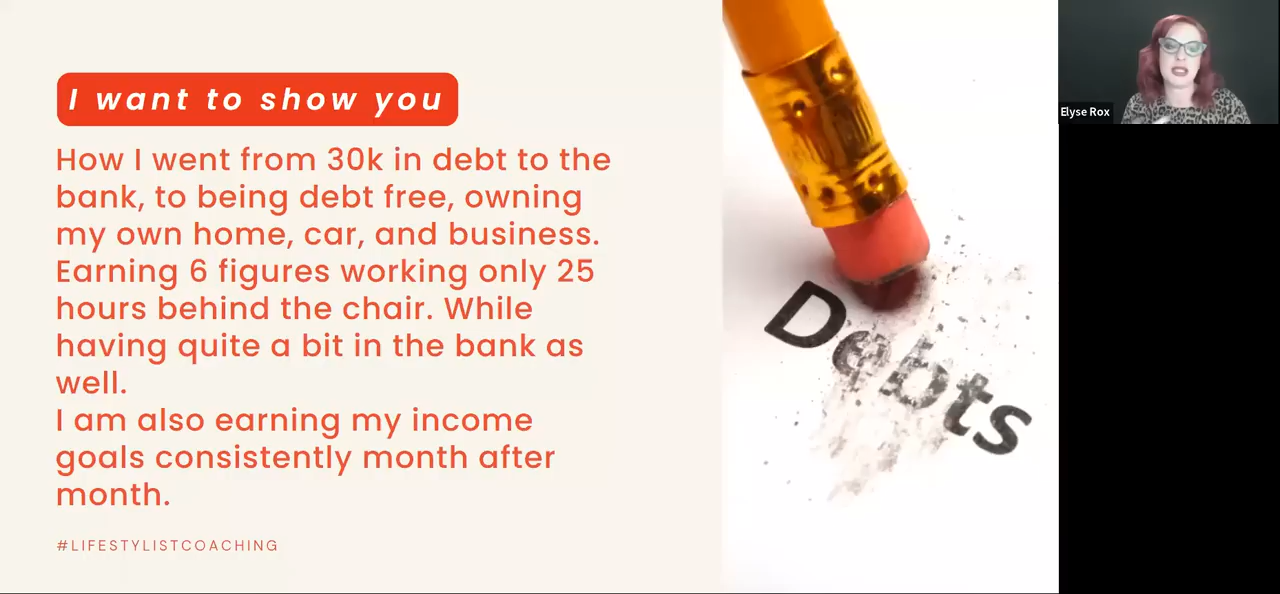 I want to show you
How I went from 30k in debt to the
bank, to being debt free, owning
my own home, car, and business.
Earning 6 figures working only 25
hours behind the chair. While
having quite a bit in the bank as
well.
I am also earning my income
goals consistently month after
month.
#LIFESTYLISTCOACHING
Debts
Elyse Rox